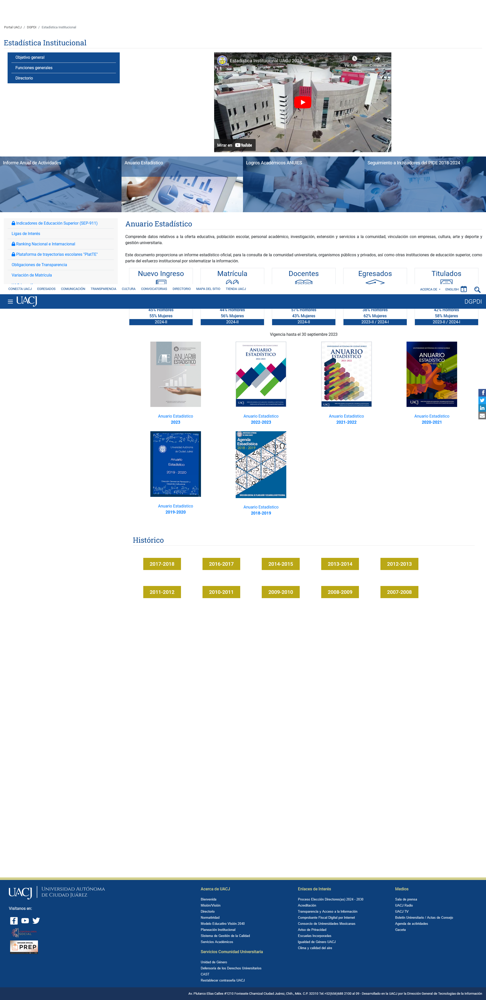 Portal UACJ / DGPDI / Estadística Institucional
Estadística Institucional
Objetivo general
Funciones generales
Directorio
Estadística Institucional UACJ 2024
Ver más ta...
Compartir
Mirar en YouTube
Informe Anual de Actividades
Anuario Estadístico
Logros Académicos ANUIES
Seguimiento a Indicadores del PIDE 2018-2024
Indicadores de Educación Superior (SEP-911)
Ligas de Interés
Ranking Nacional e Internacional
Plataforma de trayectorias escolares "PlatTE"
Obligaciones de Transparencia
Variación de Matrícula
Anuario Estadístico
Comprende datos relativos a la oferta educativa, población escolar, personal académico, investigación, extensión y servicios a la comunidad, vinculación con empresas, cultura, arte y deporte y
gestión universitaria.
Este documento proporciona un informe estadístico oficial, para la consulta de la comunidad universitaria, organismos públicos y privados, así como otras instituciones de educación superior, como
parte del esfuerzo institucional por sistematizar la información.
Nuevo Ingreso
Matrícula
Docentes
Egresados
Titulados
CONECTA UACJ EGRESADOS COMUNICACIÓN TRANSPARENCIA CULTURA CONVOCATORIAS DIRECTORIO MAPA DEL SITIO TIENDA UACJ
ACERCA DE ENGLISH 1
UACJ
DGPDI
45% Hombres
55% Mujeres
2024-II
44% Hombres
56% Mujeres
2024-II
57% Hombres
43% Mujeres
2024-II
38% Hombres
62% Mujeres
2023-II / 2024-I
42% Hombres
58% Mujeres
2023-II / 2024-I
Vigencia hasta el 30 septiembre 2023
ANUARIO
ESTADÍSTICO
Anuario Estadístico
2023
Universidad Autónoma de Ciudad Juárez
Anuario
Estadístico
2022-2023
UACJ
Anuario Estadístico
2022-2023
Universidad Autónoma de Ciudad Juárez
Anuario
Estadístico
2021-2022
UACJ
Anuario Estadístico
2021-2022
UNIVERSIDAD AUTÓNOMA DE CIUDAD JUÁREZ
ANUARIO
ESTADÍSTICO
2020-2021
UACJ
Anuario Estadístico
2020-2021
Universidad Autónoma
de Ciudad Juárez
Anuario
Estadístico
2019 - 2020
Dirección General de Planeación y
Desarrollo Institucional
Anuario Estadístico
2019-2020
UNIVERSIDAD AUTÓNOMA
DE CIUDAD JUÁREZ
Agenda
Estadística
2018 - 2019
DIRECCIÓN GENERAL DE PLANEACIÓN Y DESARROLLO INSTITUCIONAL
Anuario Estadístico
2018-2019
Histórico
2017-2018
2016-2017
2014-2015
2013-2014
2012-2013
2011-2012
2010-2011
2009-2010
2008-2009
2007-2008
UACJ
Universidad Autónoma
de Ciudad Juárez
Visítanos en:
CONTRALORÍA
SOCIAL
DIFUSOR OFICIAL
PREP
Acerca de UACJ
Bienvenida
Misión/Visión
Directorio
Normatividad
Modelo Educativo Visión 2040
Planeación Institucional
Sistema de Gestión de la Calidad
Servicios Académicos
Servicios Comunidad Universitaria
Unidad de Género
Defensoría de los Derechos Universitarios
CAST
Restablecer contraseña UACJ
Enlaces de Interés
Proceso Elección Directores(as) 2024 - 2030
Acreditación
Transparencia y Acceso a la Información
Comprobante Fiscal Digital por Internet
Consorcio de Universidades Mexicanas
Aviso de Privacidad
Escuelas Incorporadas
Igualdad de Género UACJ
Clima y calidad del aire
Medios
Sala de prensa
UACJ Radio
UACJ TV
Boletín Universitario / Actas de Consejo
Agenda de actividades
Gaceta
Av. Plutarco Elías Calles #1210 Fovissste Chamizal Ciudad Juárez, Chih., Méx. C.P. 32310 Tel.+52(656)688 2100 al 09 - Desarrollado en la UACJ por la Dirección General de Tecnologías de la Información